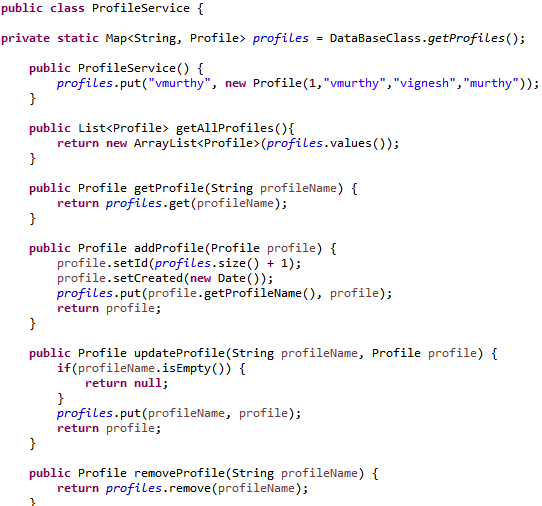 public class ProfileService {
private static Map<String, Profile> profiles = DataBaseClass.getProfiles();
public ProfileService() {
profiles.put("vmurthy", new Profile(1,"vmurthy","vignesh","murthy"));
}
public List<Profile> getAllProfiles(){
return new ArrayList<Profile>(profiles.values());
}
public Profile getProfile(String profileName) {
return profiles.get(profileName);
}
public Profile addProfile(Profile profile) {
profile.setId(profiles.size() + 1);
profile.setCreated(new Date());
profiles.put(profile.getProfileName(), profile);
return profile;
}
public Profile updateProfile(String profileName, Profile profile) {
if(profileName.isEmpty()) {
return null;
}
profiles.put(profileName, profile);
return profile;
}
public Profile removeProfile(String profileName) {
return profiles.remove(profileName);
}